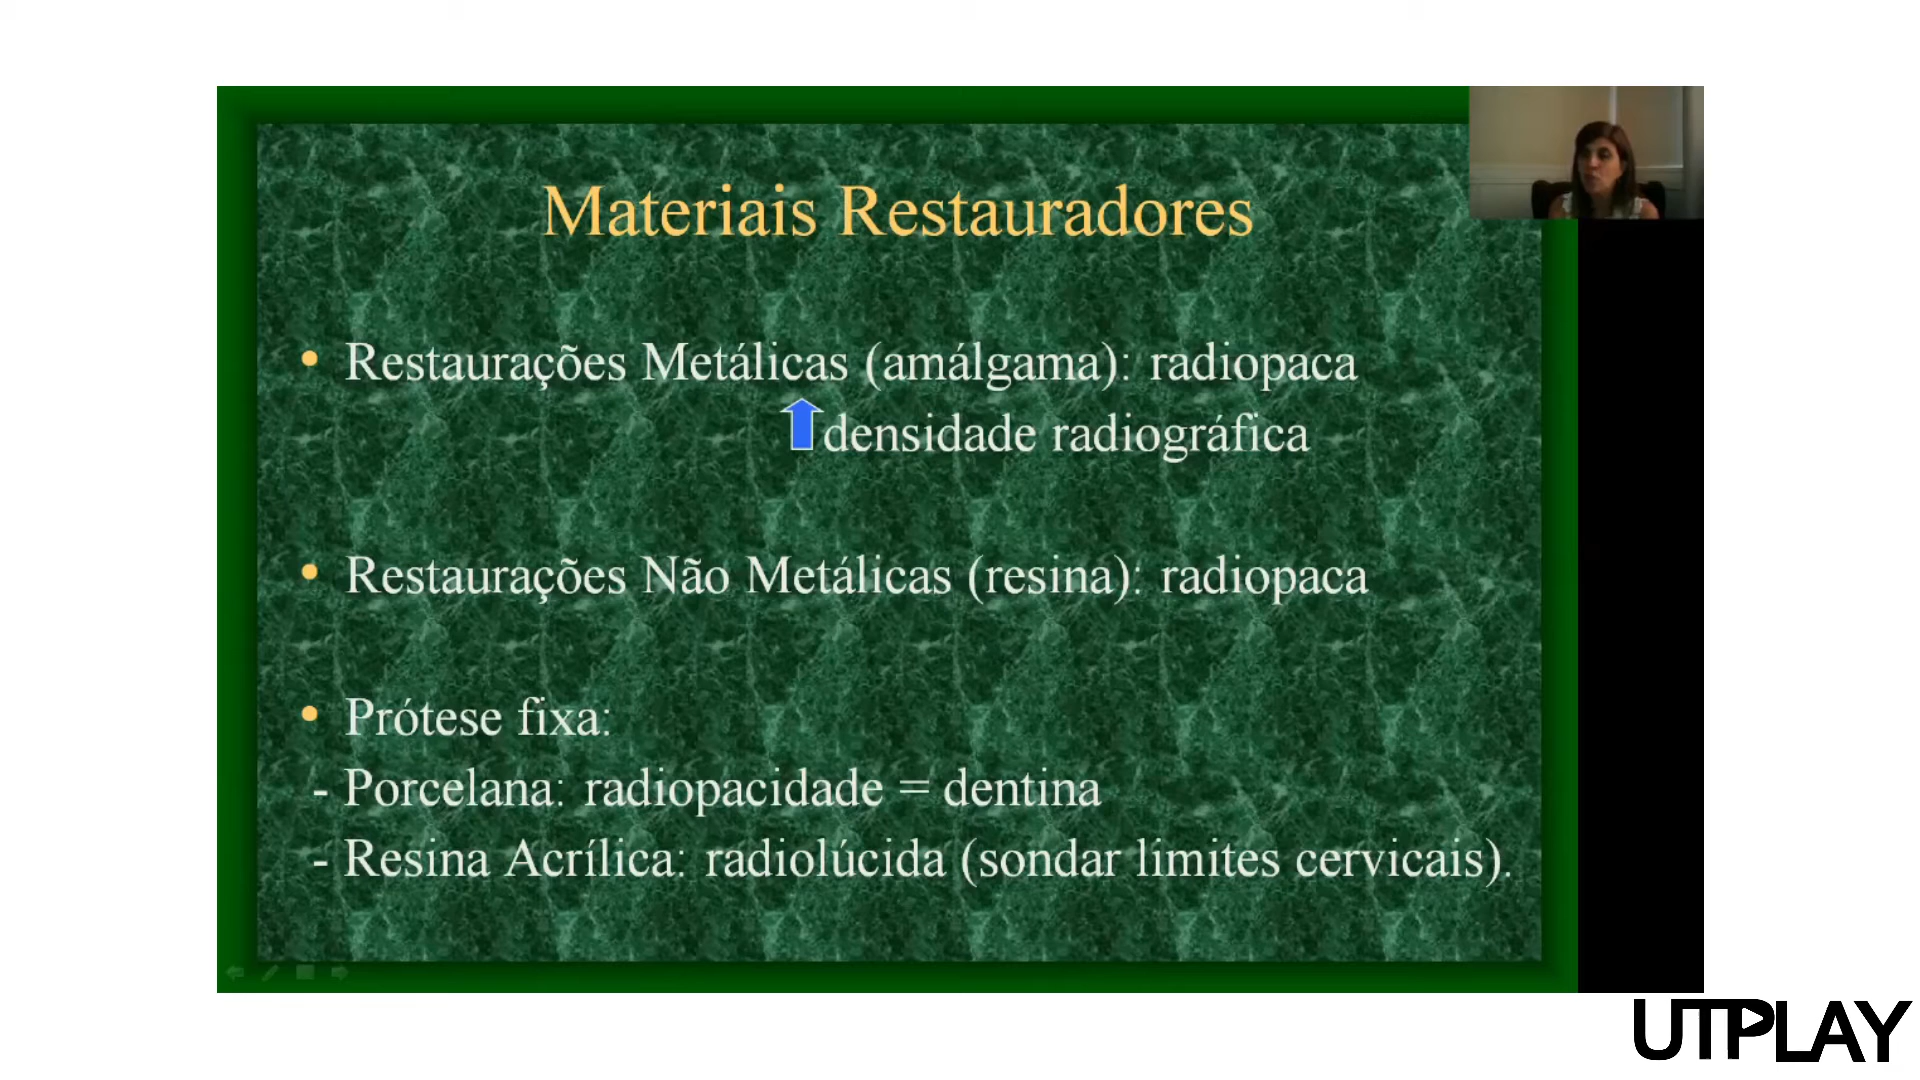 Materiais Restauradores
• Restaurações Metálicas (amálgama): radiopaca
densidade radiográfica
• Restaurações Não Metálicas (resina): radiopaca
• Prótese fixa:
- Porcelana: radiopacidade = dentina
- Resina Acrílica: radiolúcida (sondar limites cervicais).
UTPLAY